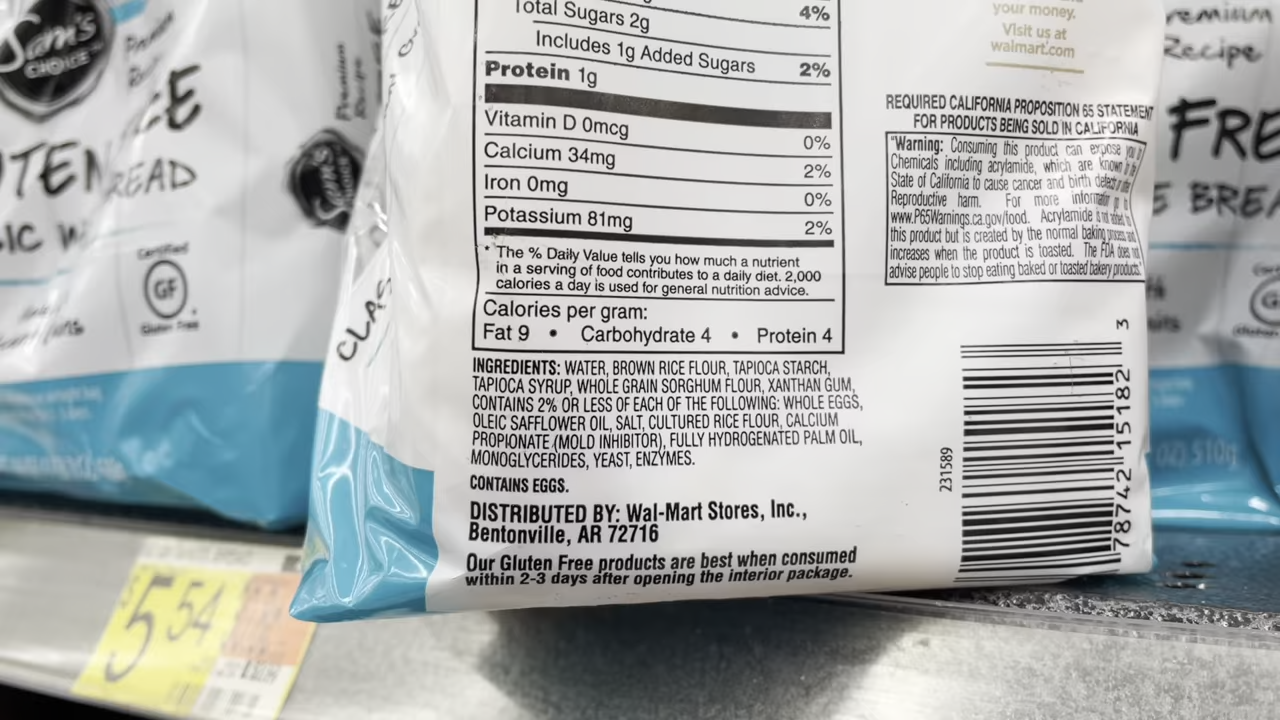 Sam's
CHOICE
Total Sugars 2g 4%
Includes 1g Added Sugars 2%
Protein 1g
Vitamin D 0mcg 0%
Calcium 34mg 2%
Iron 0mg 0%
Potassium 81mg 2%
* The % Daily Value tells you how much a nutrient
in a serving of food contributes to a daily diet. 2,000
calories a day is used for general nutrition advice.
Calories per gram:
Fat 9 • Carbohydrate 4 • Protein 4
INGREDIENTS: WATER, BROWN RICE FLOUR, TAPIOCA STARCH,
TAPIOCA SYRUP, WHOLE GRAIN SORGHUM FLOUR, XANTHAN GUM,
CONTAINS 2% OR LESS OF EACH OF THE FOLLOWING: WHOLE EGGS,
OLEIC SAFFLOWER OIL, SALT, CULTURED RICE FLOUR, CALCIUM
PROPIONATE (MOLD INHIBITOR), FULLY HYDROGENATED PALM OIL,
MONOGLYCERIDES, YEAST, ENZYMES.
CONTAINS EGGS.
DISTRIBUTED BY: Wal-Mart Stores, Inc.,
Bentonville, AR 72716
Our Gluten Free products are best when consumed
within 2-3 days after opening the interior package.
your money.
Visit us at
walmart.com
REQUIRED CALIFORNIA PROPOSITION 65 STATEMENT
FOR PRODUCTS BEING SOLD IN CALIFORNIA
"Warning: Consuming this product can expose you to
Chemicals including acrylamide, which are known to the
State of California to cause cancer and birth defects or other
Reproductive harm. For more information go to
www.P65Warnings.ca.gov/food. Acrylamide is not added to
this product but is created by the normal baking process and
increases when the product is toasted. The FDA does not
advise people to stop eating baked or toasted bakery products."
231589
78742 15182 3
CLAS
READ
Certified
GF
Gluten Free
Premium
Recipe
FRE
BREA
510g
5 54